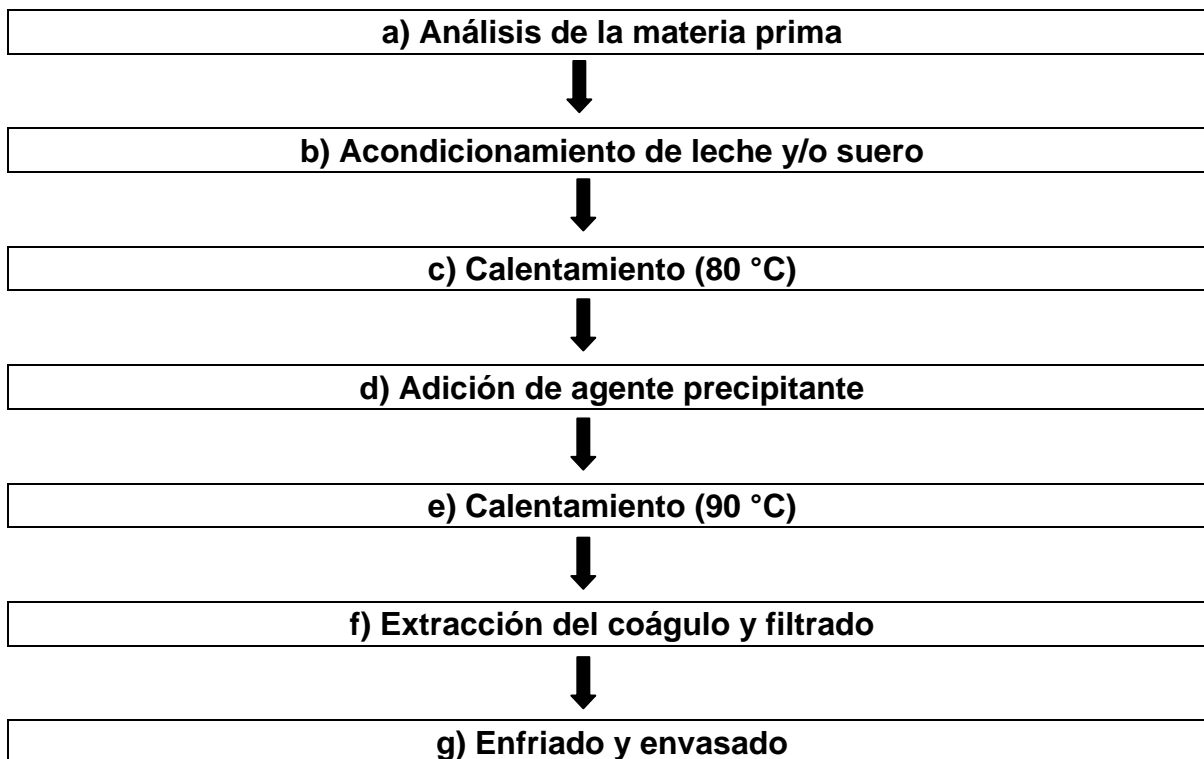 a) Análisis de la materia prima
b) Acondicionamiento de leche y/o suero
c) Calentamiento (80 °C)
d) Adición de agente precipitante
e) Calentamiento (90 °C)
f) Extracción del coágulo y filtrado
g) Enfriado y envasado